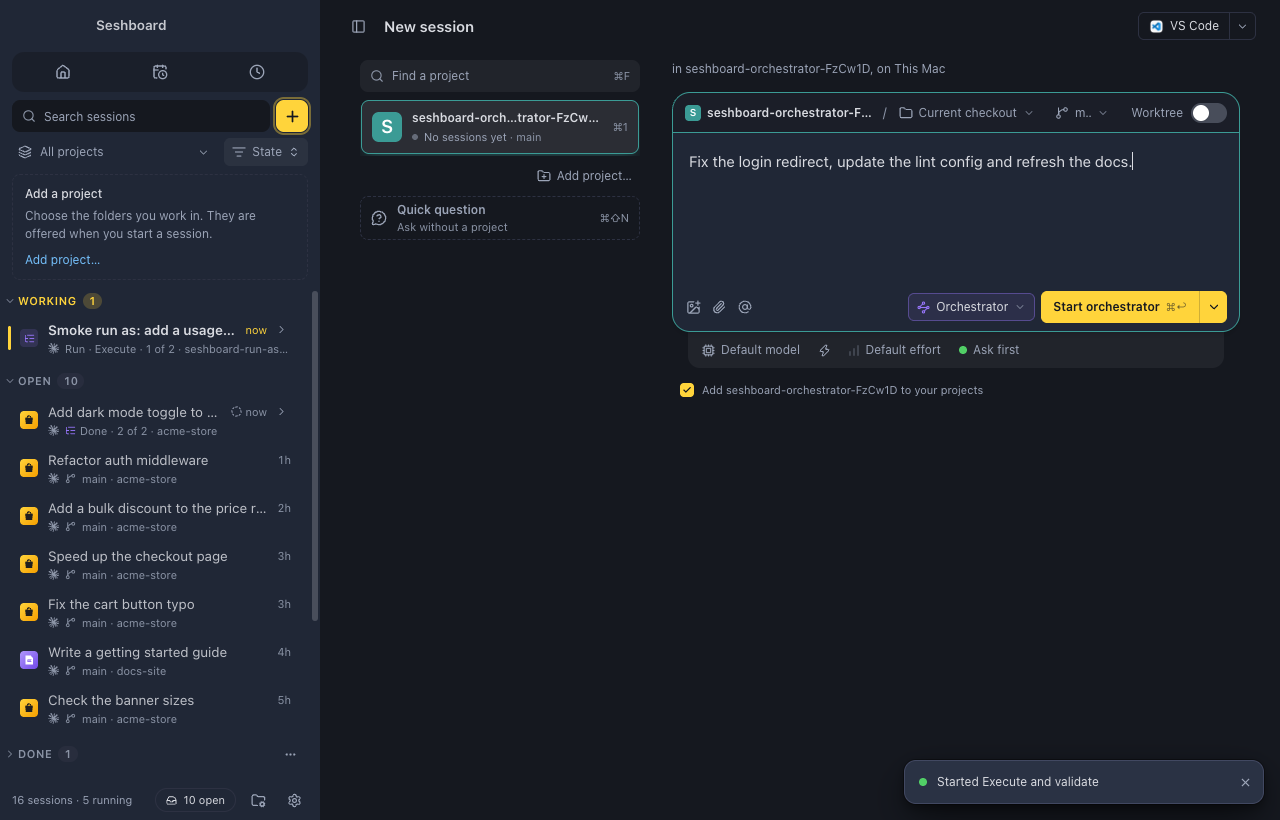 Seshboard
Search sessions
All projects
State
Add a project
Choose the folders you work in. They are
offered when you start a session.
Add project...
WORKING 1
Smoke run as: add a usage... now
Run · Execute · 1 of 2 · seshboard-run-as...
OPEN 10
Add dark mode toggle to ... now
Done · 2 of 2 · acme-store
Refactor auth middleware 1h
main · acme-store
Add a bulk discount to the price r... 2h
main · acme-store
Speed up the checkout page 3h
main · acme-store
Fix the cart button typo 3h
main · acme-store
Write a getting started guide 4h
main · docs-site
Check the banner sizes 5h
main · acme-store
DONE 1
16 sessions · 5 running
10 open
New session
VS Code
Find a project ⌘F
S
seshboard-orch...trator-FzCw... ⌘1
No sessions yet · main
Add project...
Quick question
Ask without a project
⌘⇧N
in seshboard-orchestrator-FzCw1D, on This Mac
S seshboard-orchestrator-F... / Current checkout m.. Worktree
Fix the login redirect, update the lint config and refresh the docs.
Orchestrator
Start orchestrator ⌘↩
Default model Default effort Ask first
Add seshboard-orchestrator-FzCw1D to your projects
Started Execute and validate